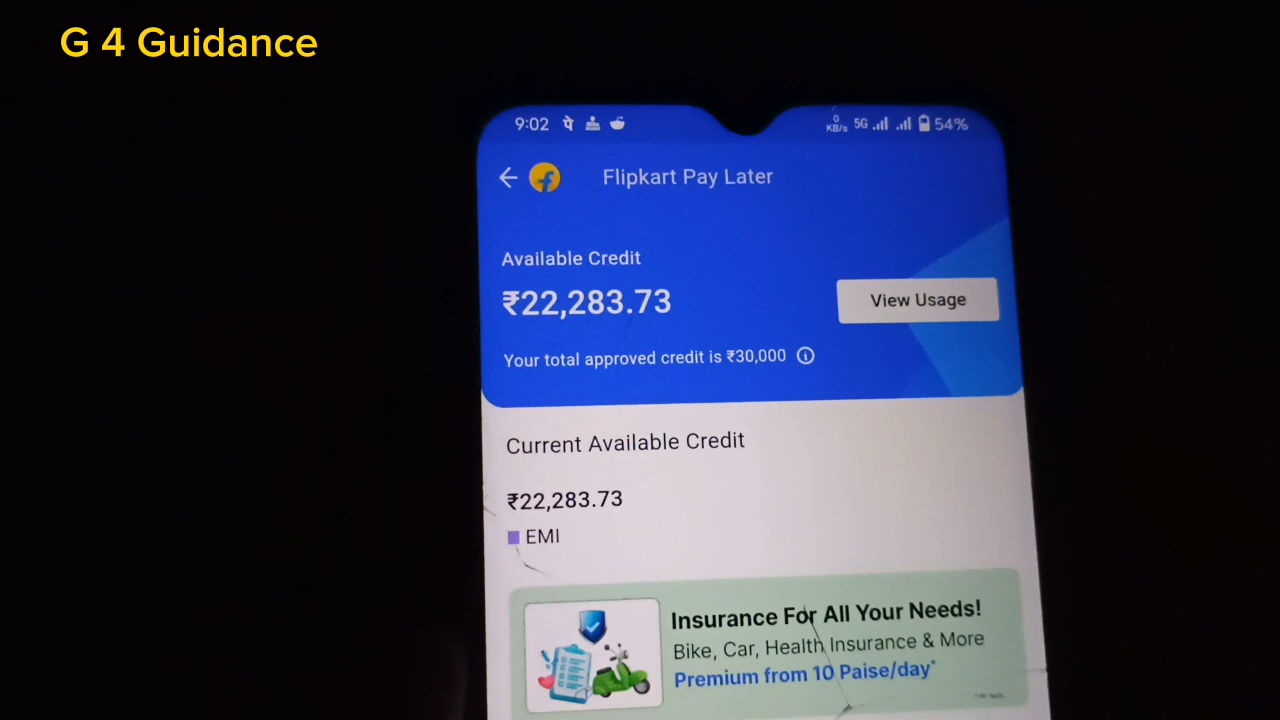 G 4 Guidance
9:02 पे 0 KB/s 5G 54%
Flipkart Pay Later
Available Credit
₹22,283.73
View Usage
Your total approved credit is ₹30,000
Current Available Credit
₹22,283.73
EMI
Insurance For All Your Needs!
Bike, Car, Health Insurance & More
Premium from 10 Paise/day*